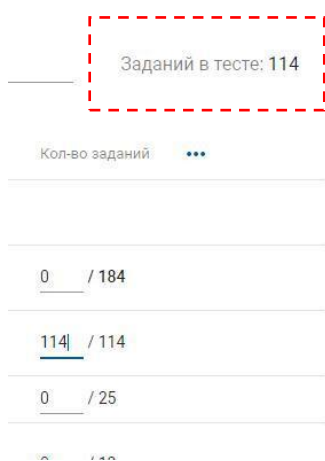 Заданий в тесте: 114
Кол-во заданий •••
0 / 184
114 / 114
0 / 25